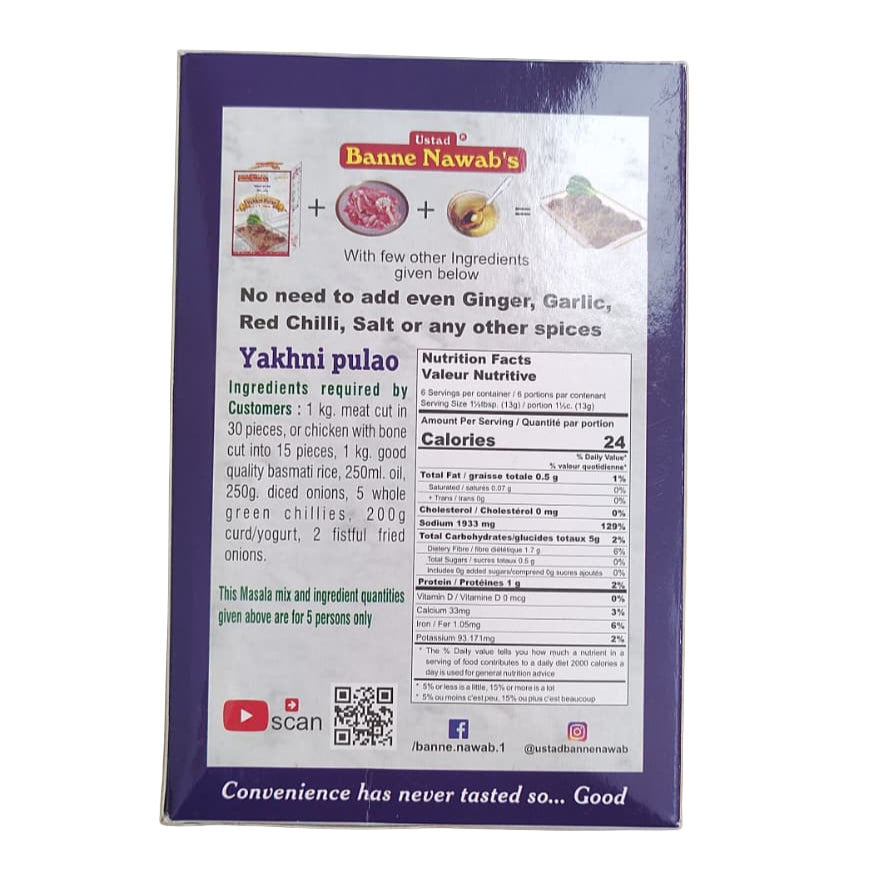 Ustad ®
Banne Nawab's
With few other Ingredients
given below
No need to add even Ginger, Garlic,
Red Chilli, Salt or any other spices
Yakhni pulao
Ingredients required by
Customers : 1 kg. meat cut in
30 pieces, or chicken with bone
cut into 15 pieces, 1 kg. good
quality basmati rice, 250ml. oil,
250g. diced onions, 5 whole
green chillies, 200g
curd/yogurt, 2 fistful fried
onions.
This Masala mix and ingredient quantities
given above are for 5 persons only
Nutrition Facts
Valeur Nutritive
6 Servings per container / 6 portions par contenant
Serving Size 1½tbsp. (13g) / portion 1½c. (13g)
Amount Per Serving / Quantité par portion
Calories 24
% Daily Value*
% valeur quotidienne*
Total Fat / graisse totale 0.5 g 1%
Saturated / saturés 0.07 g 0%
+ Trans / trans 0g 0%
Cholesterol / Cholestérol 0 mg 0%
Sodium 1933 mg 129%
Total Carbohydrates/glucides totaux 5g 2%
Dietery Fibre / fibre diététique 1.7 g 6%
Total Sugars / sucres totaux 0.5 g 0%
Includes 0g added sugars/comprend 0g sucres ajoutés 0%
Protein / Protéines 1 g 2%
Vitamin D / Vitamine D 0 mcg 0%
Calcium 33mg 3%
Iron / Fer 1.05mg 6%
Potassium 93.171mg 2%
* The % Daily value tells you how much a nutrient in a
serving of food contributes to a daily diet 2000 calories a
day is used for general nutrition advice
* 5% or less is a little, 15% or more is a lot
* 5% ou moins c'est peu, 15% ou plus c'est beaucoup
scan
/banne.nawab.1
@ustadbannenawab
Convenience has never tasted so... Good